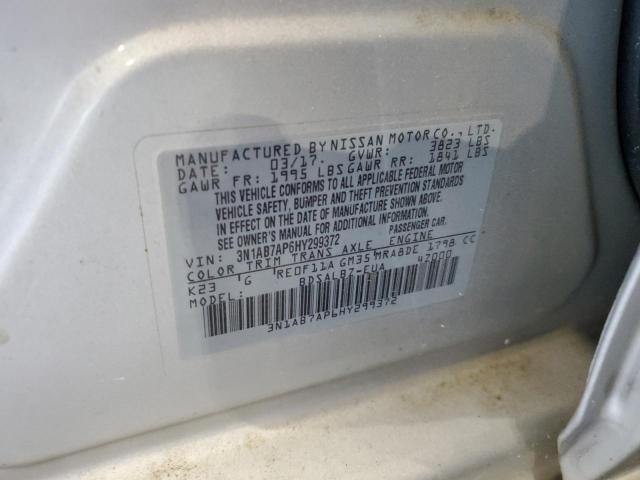 MANUFACTURED BY NISSAN MOTOR CO., LTD.
DATE: 03/17 GVWR: 3823 LBS
GAWR FR: 1995 LBS GAWR RR: 1841 LBS
THIS VEHICLE CONFORMS TO ALL APPLICABLE FEDERAL MOTOR
VEHICLE SAFETY, BUMPER AND THEFT PREVENTION STANDARDS
IN EFFECT ON THE DATE OF MANUFACTURE SHOWN ABOVE.
SEE OWNER'S MANUAL FOR ADDITIONAL INFORMATION.
VIN: 3N1AB7AP6HY299372 PASSENGER CAR.
COLOR TRIM TRANS AXLE ENGINE
K23 G RE0F11A GM35 MRA8DE 1798 CC
MODEL: BDSALB7-EUA 42000
3N1AB7AP6HY299372